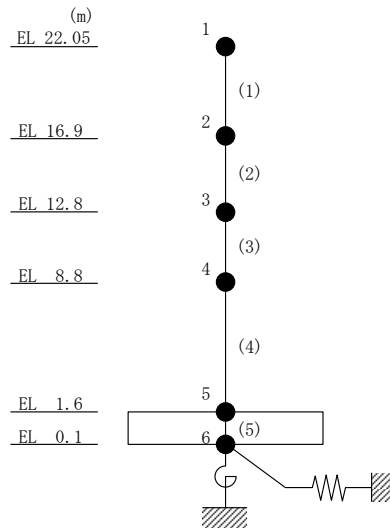 (m)
1
EL 22.05
(1)
2
EL 16.9
(2)
3
EL 12.8
(3)
4
EL 8.8
(4)
5
EL 1.6
(5)
6
EL 0.1